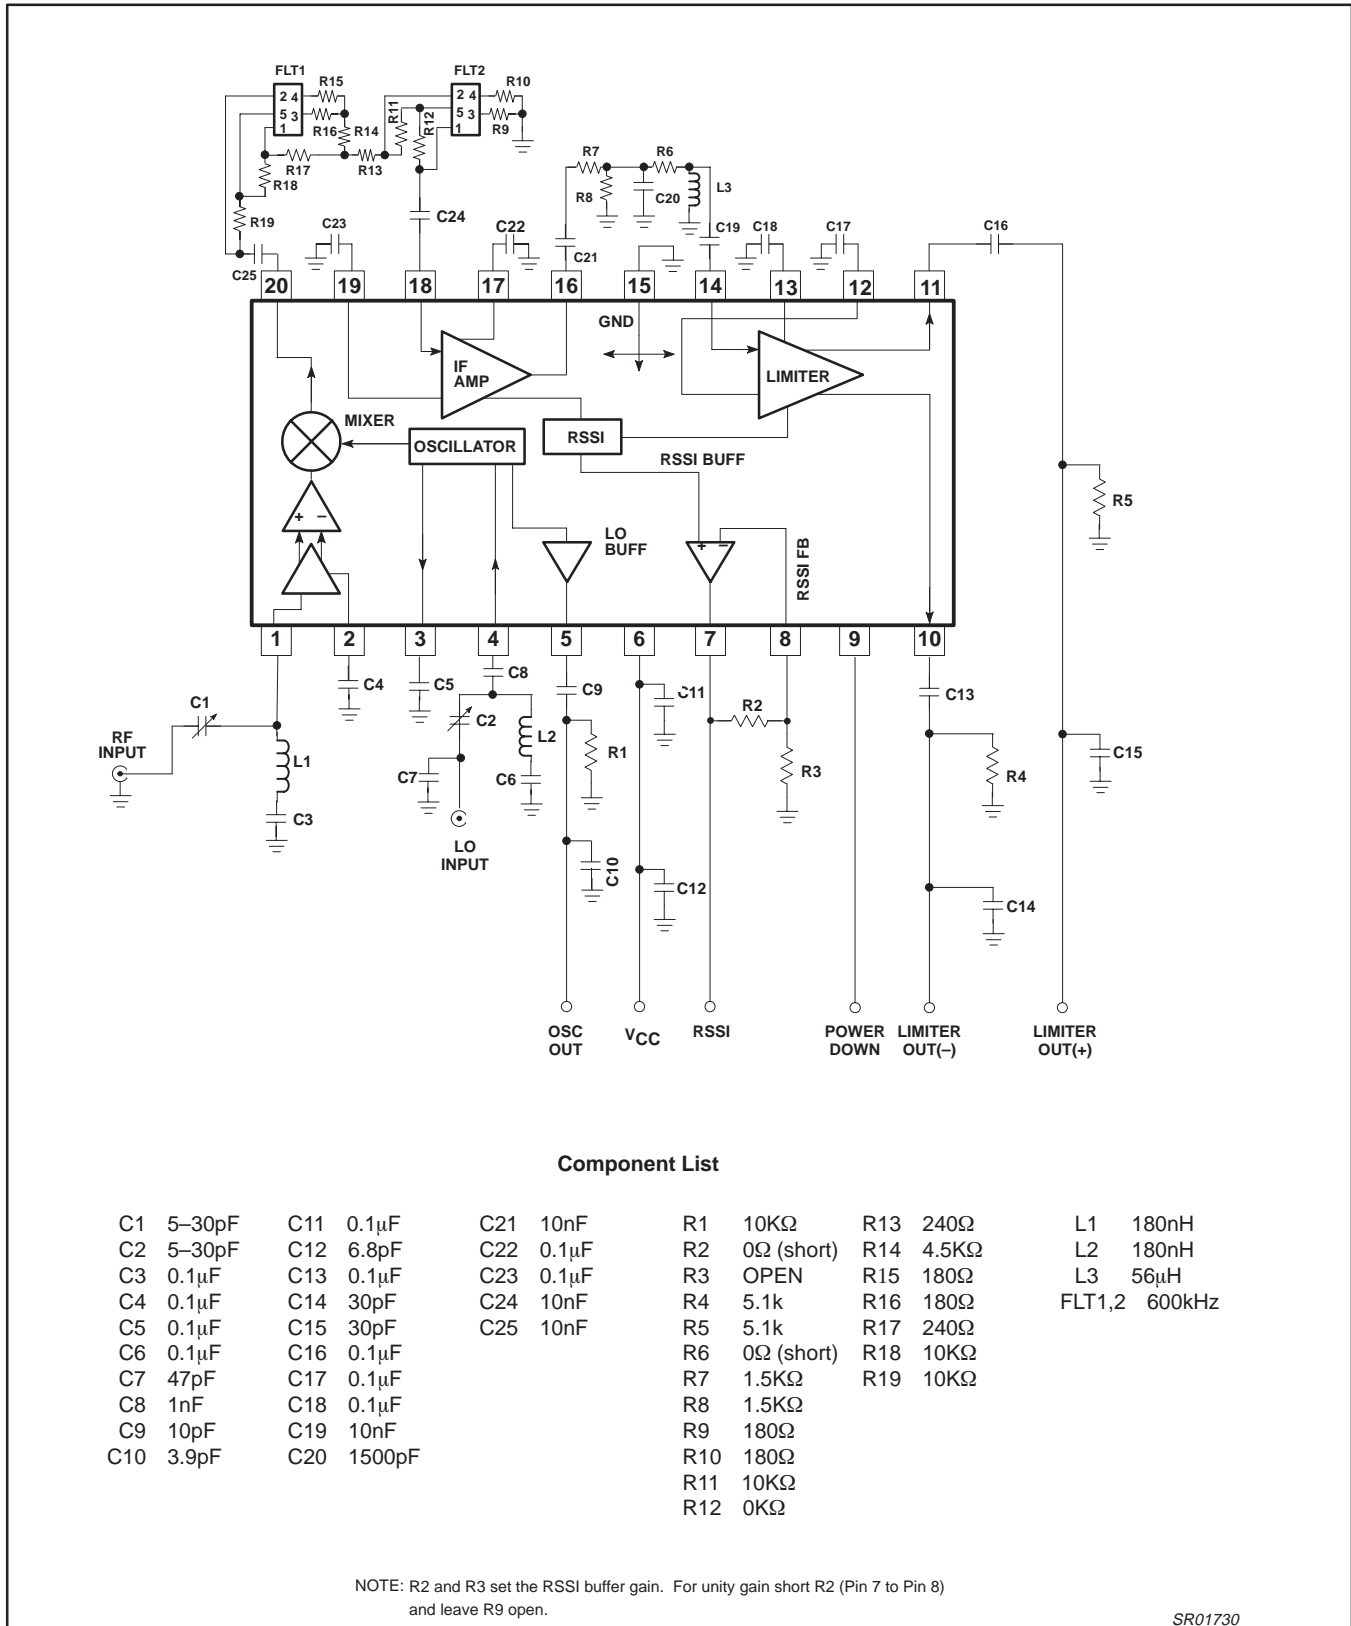 FLT1
FLT2
R15
R10
2 4
5 3
1
2 4
5 3
1
R11
R12
R9
R16
R14
R17
R13
R18
R19
R7
R6
R8
C20
L3
C23
C24
C22
C25
C21
C19
C18
C17
C16
20
19
18
17
16
15
14
13
12
11
GND
IF
AMP
LIMITER
MIXER
OSCILLATOR
RSSI
RSSI BUFF
R5
+ –
LO
BUFF
+ –
RSSI FB
1
2
3
4
5
6
7
8
9
10
C4
C5
C8
C9
C11
C13
C1
C2
R2
RF
INPUT
L2
R1
L1
C7
C6
R3
R4
C15
C3
LO
INPUT
C10
C12
C14
OSC
OUT
VCC
RSSI
POWER
DOWN
LIMITER
OUT(–)
LIMITER
OUT(+)
Component List
C1 5–30pF C11 0.1µF C21 10nF R1 10KΩ R13 240Ω L1 180nH
C2 5–30pF C12 6.8pF C22 0.1µF R2 0Ω (short) R14 4.5KΩ L2 180nH
C3 0.1µF C13 0.1µF C23 0.1µF R3 OPEN R15 180Ω L3 56µH
C4 0.1µF C14 30pF C24 10nF R4 5.1k R16 180Ω FLT1,2 600kHz
C5 0.1µF C15 30pF C25 10nF R5 5.1k R17 240Ω
C6 0.1µF C16 0.1µF R6 0Ω (short) R18 10KΩ
C7 47pF C17 0.1µF R7 1.5KΩ R19 10KΩ
C8 1nF C18 0.1µF R8 1.5KΩ
C9 10pF C19 10nF R9 180Ω
C10 3.9pF C20 1500pF R10 180Ω
R11 10KΩ
R12 0KΩ
NOTE: R2 and R3 set the RSSI buffer gain. For unity gain short R2 (Pin 7 to Pin 8)
and leave R9 open.
SR01730